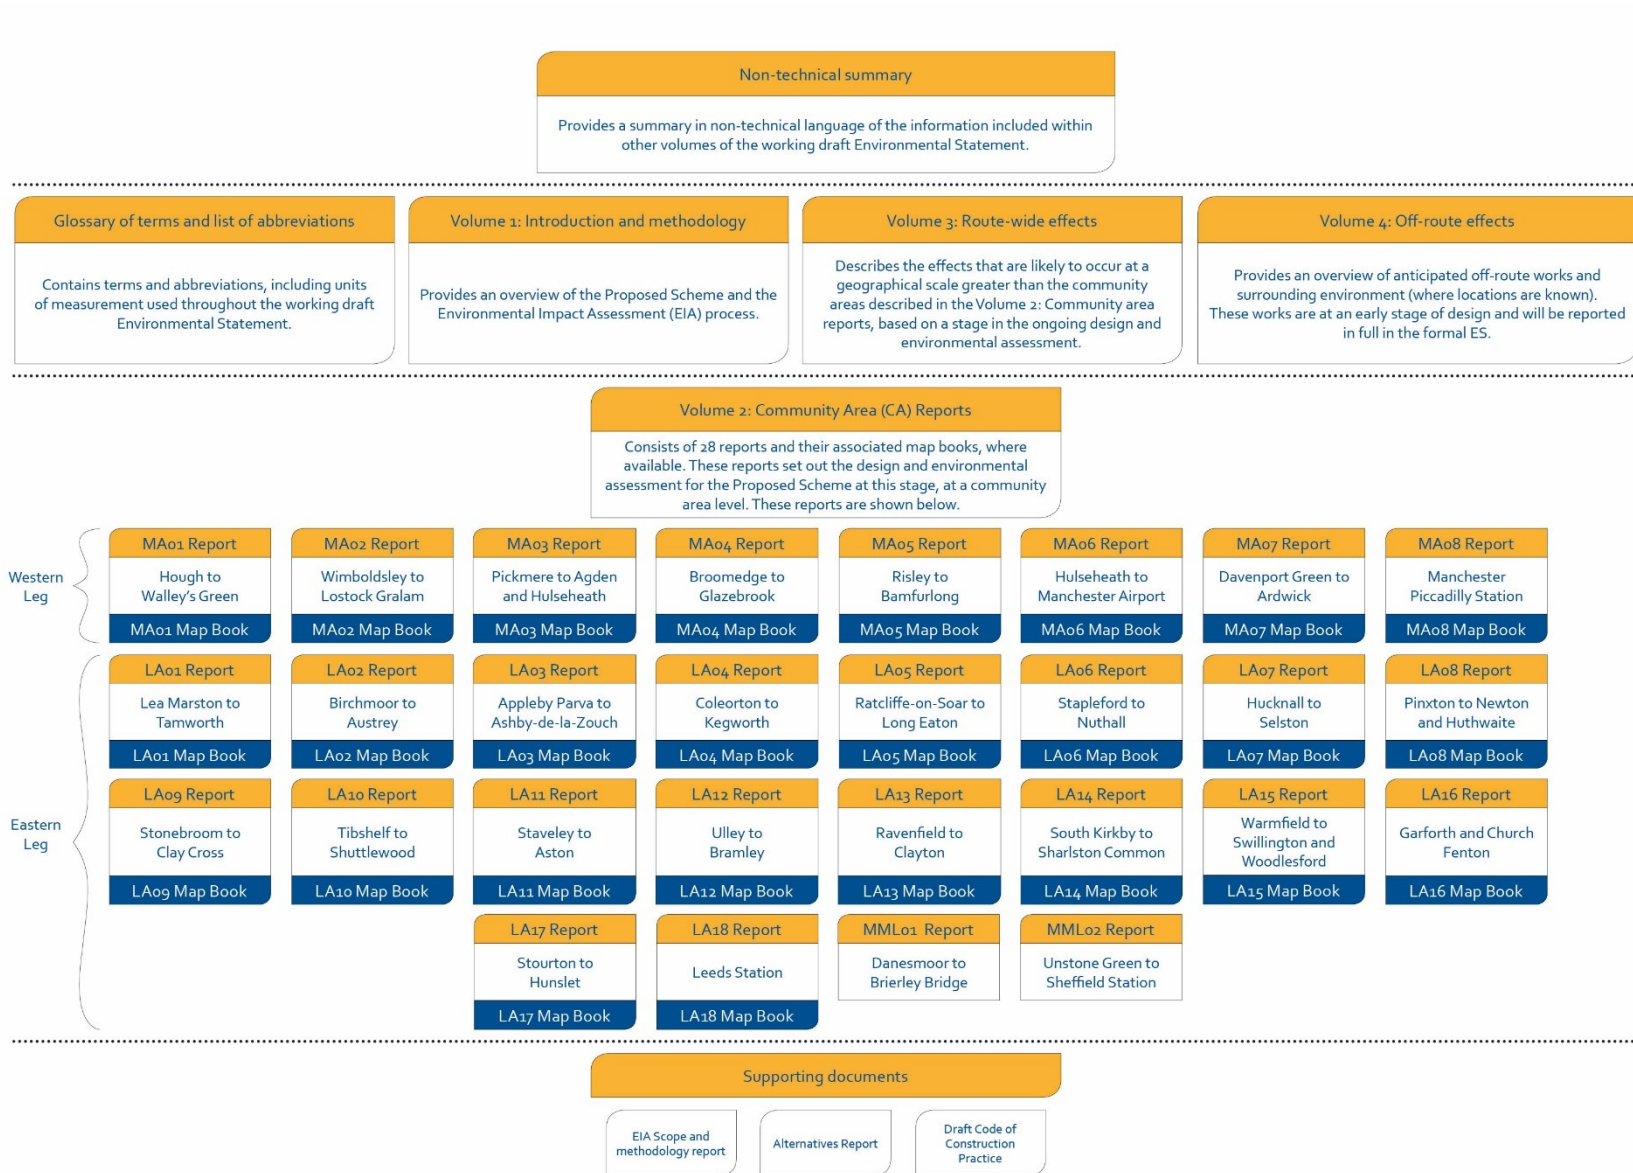 Non-technical summary
Provides a summary in non-technical language of the information included within
other volumes of the working draft Environmental Statement.
Glossary of terms and list of abbreviations
Contains terms and abbreviations, including units
of measurement used throughout the working draft
Environmental Statement.
Volume 1: Introduction and methodology
Provides an overview of the Proposed Scheme and the
Environmental Impact Assessment (EIA) process.
Volume 3: Route-wide effects
Describes the effects that are likely to occur at a
geographical scale greater than the community
areas described in the Volume 2: Community area
reports, based on a stage in the ongoing design and
environmental assessment.
Volume 4: Off-route effects
Provides an overview of anticipated off-route works and
surrounding environment (where locations are known).
These works are at an early stage of design and will be reported
in full in the formal ES.
Volume 2: Community Area (CA) Reports
Consists of 28 reports and their associated map books, where
available. These reports set out the design and environmental
assessment for the Proposed Scheme at this stage, at a community
area level. These reports are shown below.
Western
Leg
MA01 Report
Hough to
Walley's Green
MA01 Map Book
MA02 Report
Wimboldsley to
Lostock Gralam
MA02 Map Book
MA03 Report
Pickmere to Agden
and Hulseheath
MA03 Map Book
MA04 Report
Broomedge to
Glazebrook
MA04 Map Book
MA05 Report
Risley to
Bamfurlong
MA05 Map Book
MA06 Report
Hulseheath to
Manchester Airport
MA06 Map Book
MA07 Report
Davenport Green to
Ardwick
MA07 Map Book
MA08 Report
Manchester
Piccadilly Station
MA08 Map Book
Eastern
Leg
LA01 Report
Lea Marston to
Tamworth
LA01 Map Book
LA02 Report
Birchmoor to
Austrey
LA02 Map Book
LA03 Report
Appleby Parva to
Ashby-de-la-Zouch
LA03 Map Book
LA04 Report
Coleorton to
Kegworth
LA04 Map Book
LA05 Report
Ratcliffe-on-Soar to
Long Eaton
LA05 Map Book
LA06 Report
Stapleford to
Nuthall
LA06 Map Book
LA07 Report
Hucknall to
Selston
LA07 Map Book
LA08 Report
Pinxton to Newton
and Huthwaite
LA08 Map Book
LA09 Report
Stonebroom to
Clay Cross
LA09 Map Book
LA10 Report
Tibshelf to
Shuttlewood
LA10 Map Book
LA11 Report
Staveley to
Aston
LA11 Map Book
LA12 Report
Ulley to
Bramley
LA12 Map Book
LA13 Report
Ravenfield to
Clayton
LA13 Map Book
LA14 Report
South Kirkby to
Sharlston Common
LA14 Map Book
LA15 Report
Warmfield to
Swillington and
Woodlesford
LA15 Map Book
LA16 Report
Garforth and Church
Fenton
LA16 Map Book
LA17 Report
Stourton to
Hunslet
LA17 Map Book
LA18 Report
Leeds Station
LA18 Map Book
MML01 Report
Danesmoor to
Brierley Bridge
MML02 Report
Unstone Green to
Sheffield Station
Supporting documents
EIA Scope and
methodology report
Alternatives Report
Draft Code of
Construction
Practice